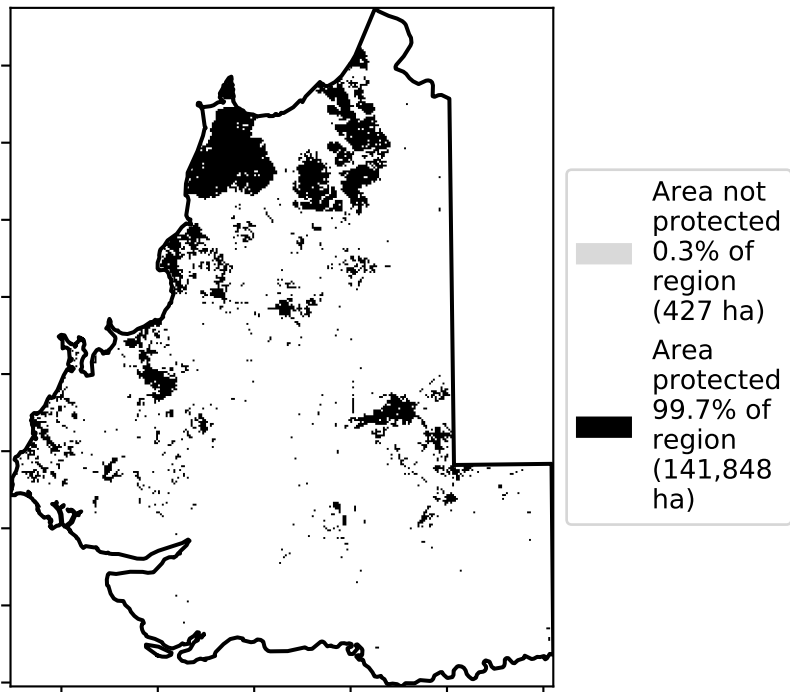 Area not
protected
0.3% of
region
(427 ha)
Area
protected
99.7% of
region
(141,848
ha)